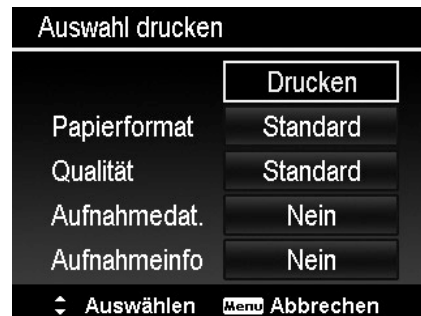 Auswahl drucken
Drucken
Papierformat Standard
Qualität Standard
Aufnahmedat. Nein
Aufnahmeinfo Nein
Auswählen Menu Abbrechen